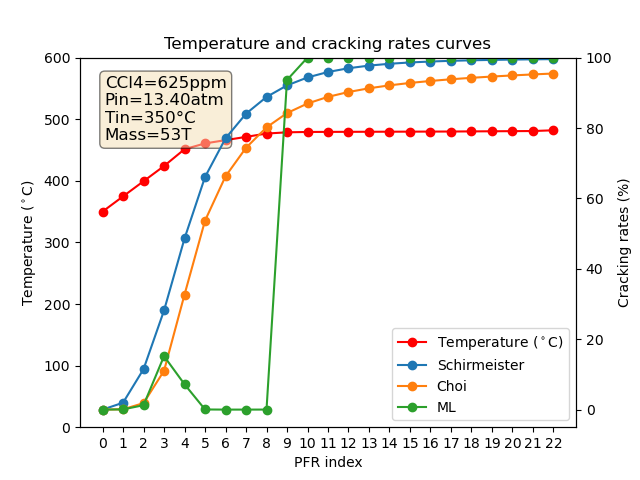 Temperature and cracking rates curves
CCl4=625ppm
Pin=13.40atm
Tin=350°C
Mass=53T
Temperature (°C)
600
500
400
300
200
100
0
100
80
60
40
20
0
Cracking rates (%)
Temperature (°C)
Schirmeister
Choi
ML
0 1 2 3 4 5 6 7 8 9 10 11 12 13 14 15 16 17 18 19 20 21 22
PFR index